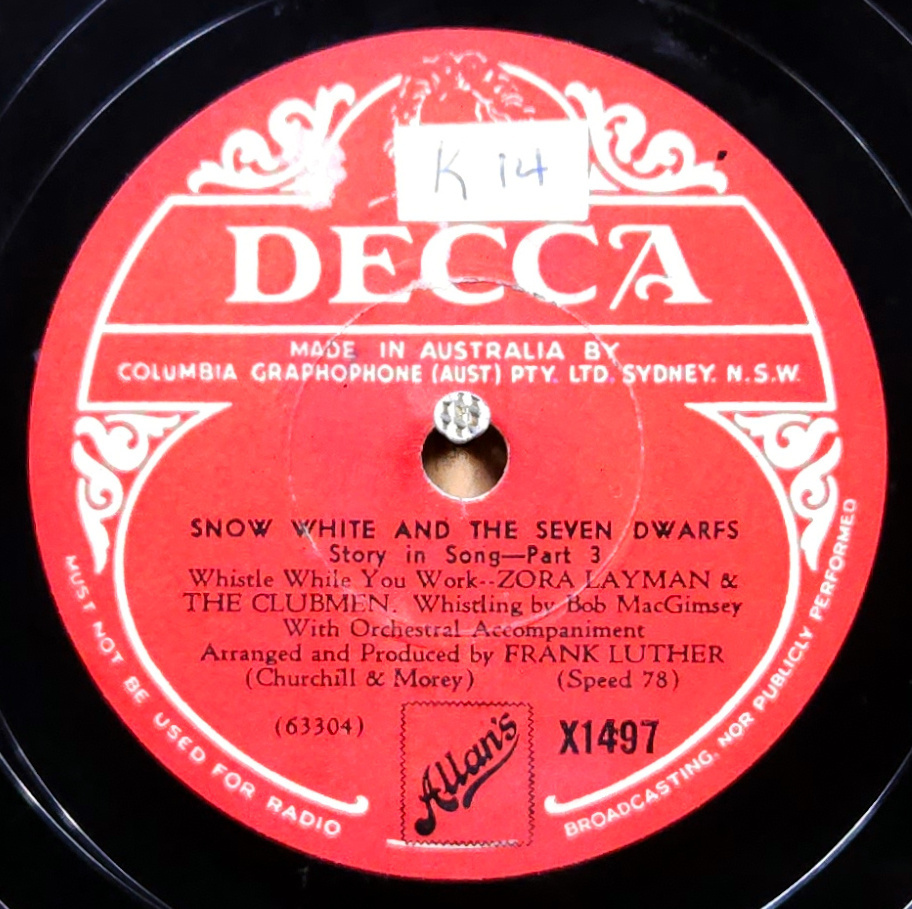 K 14
DECCA
MADE IN AUSTRALIA BY
COLUMBIA GRAPHOPHONE (AUST) PTY. LTD. SYDNEY. N.S.W.
SNOW WHITE AND THE SEVEN DWARFS
Story in Song—Part 3
Whistle While You Work--ZORA LAYMAN &
THE CLUBMEN. Whistling by Bob MacGimsey
With Orchestral Accompaniment
Arranged and Produced by FRANK LUTHER
(Churchill & Morey) (Speed 78)
(63304) X1497
Allan's
MUST NOT BE USED FOR RADIO
BROADCASTING. NOR PUBLICLY PERFORMED